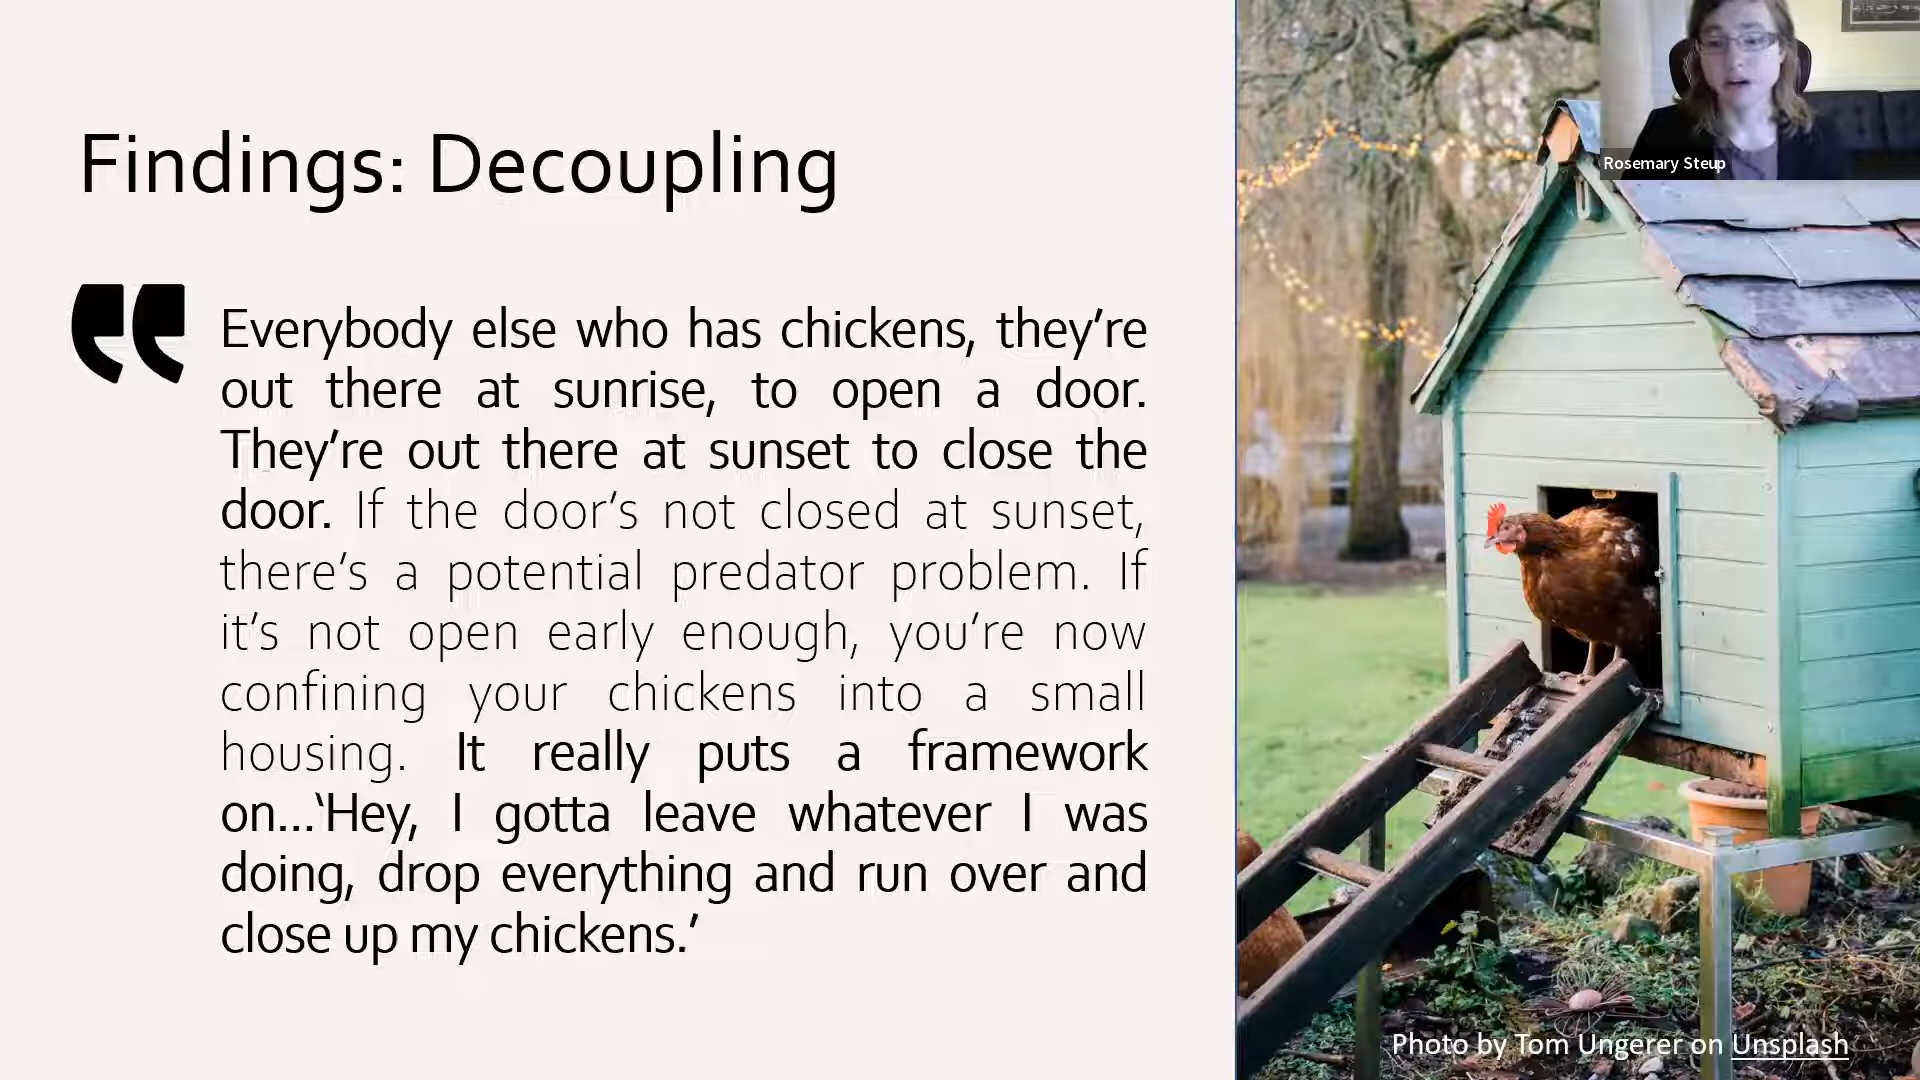 Findings: Decoupling
Everybody else who has chickens, they’re
out there at sunrise, to open a door.
They’re out there at sunset to close the
door. If the door’s not closed at sunset,
there’s a potential predator problem. If
it’s not open early enough, you’re now
confining your chickens into a small
housing. It really puts a framework
on...‘Hey, I gotta leave whatever I was
doing, drop everything and run over and
close up my chickens.’
Rosemary Steup
Photo by Tom Ungerer on Unsplash